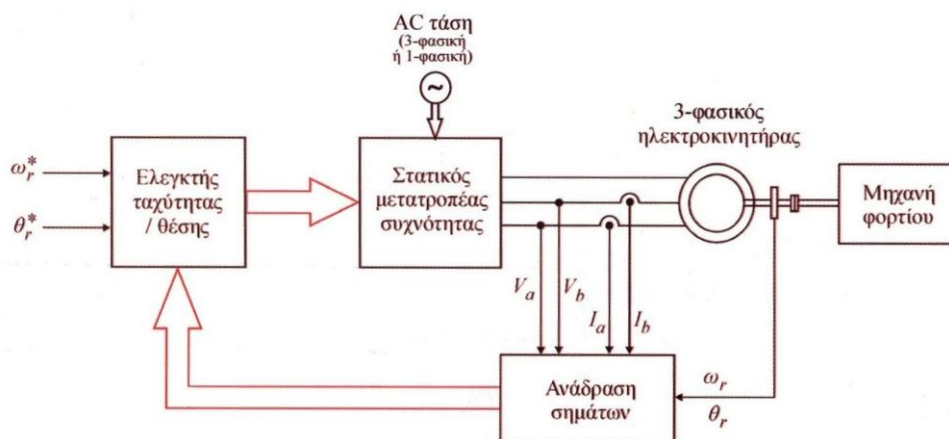 AC τάση
(3-φασική
ή 1-φασική)
~
3-φασικός
ηλεκτροκινητήρας
ω_r^*
θ_r^*
Ελεγκτής
ταχύτητας
/ θέσης
Στατικός
μετατροπέας
συχνότητας
Μηχανή
φορτίου
V_a
V_b
I_a
I_b
Ανάδραση
σημάτων
ω_r
θ_r